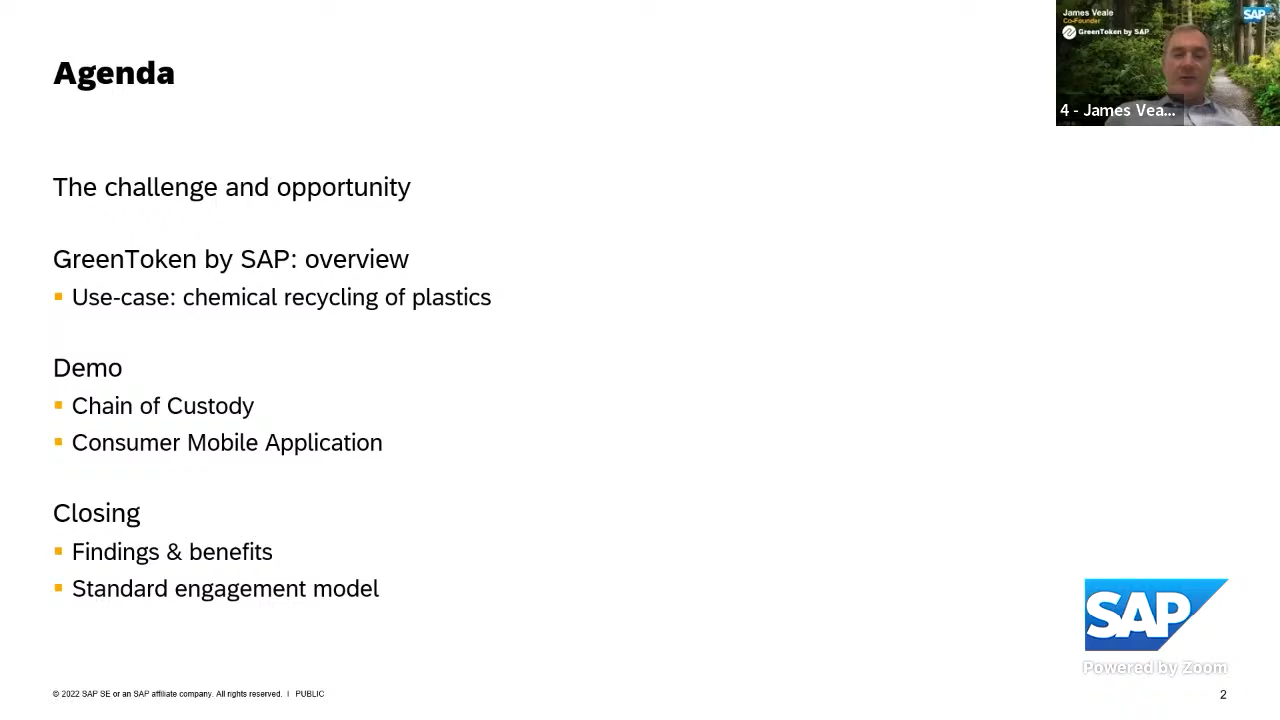 Agenda
The challenge and opportunity
GreenToken by SAP: overview
▪ Use-case: chemical recycling of plastics
Demo
▪ Chain of Custody
▪ Consumer Mobile Application
Closing
▪ Findings & benefits
▪ Standard engagement model
© 2022 SAP SE or an SAP affiliate company. All rights reserved. I PUBLIC
James Veale
Co-Founder
GreenToken by SAP
SAP
4 - James Vea...
SAP
Powered by Zoom
2